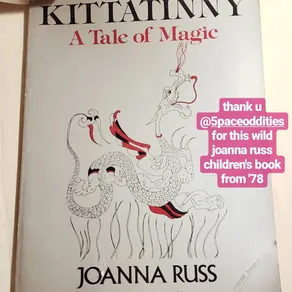 KITTATINNY
A Tale of Magic
thank u
@5paceoddities
for this wild
joanna russ
children's book
from '78
JOANNA RUSS